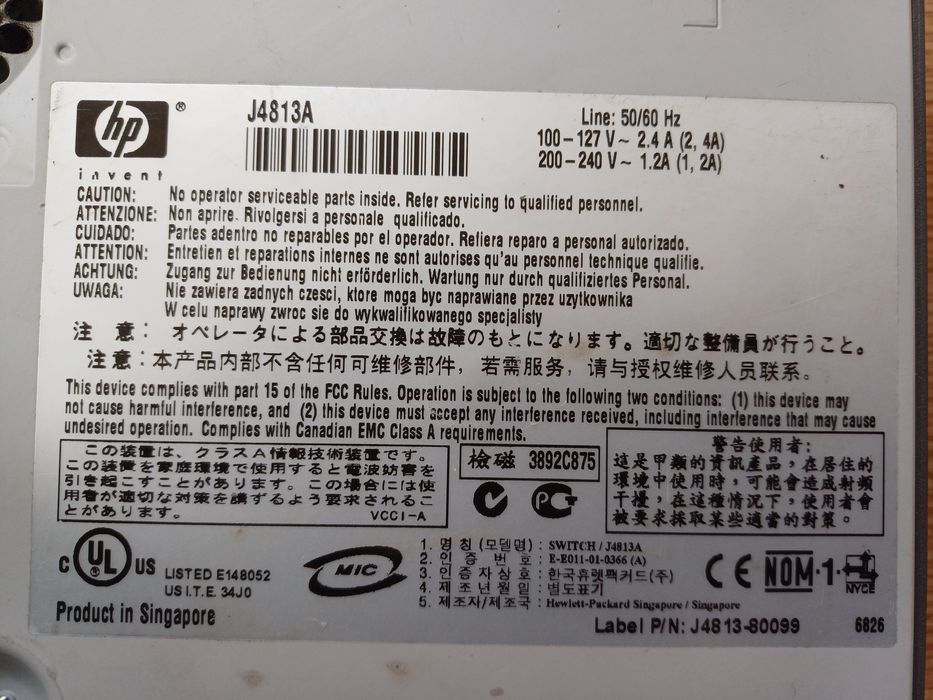 hp ®
invent
J4813A
Line: 50/60 Hz
100–127 V ~ 2.4 A (2, 4A)
200–240 V ~ 1.2A (1, 2A)
CAUTION: No operator serviceable parts inside. Refer servicing to qualified personnel.
ATTENZIONE: Non aprire. Rivolgersi a personale qualificado.
CUIDADO: Partes adentro no reparables por el operador. Refiera reparo a personal autorizado.
ATTENTION: Entretien et reparations internes ne sont autorises qu'au personnel technique qualifie.
ACHTUNG: Zugang zur Bedienung nicht erförderlich. Wartung nur durch qualifiziertes Personal.
UWAGA: Nie zawiera zadnych czesci, ktore moga byc naprawiane przez uzytkownika
W celu naprawy zwroc sie do wykwalifikowanego specjalisty
注 意: オペレータによる部品交換は故障のもとになります。適切な整備員が行うこと。
注意:本产品内部不含任何可维修部件，若需服务，请与授权维修人员联系。
This device complies with part 15 of the FCC Rules. Operation is subject to the following two conditions: (1) this device may
not cause harmful interference, and (2) this device must accept any interference received, including interference that may cause
undesired operation. Complies with Canadian EMC Class A requirements.
この装置は、クラスA情報技術装置です。
この装置を家庭環境で使用すると電波妨害を
引き起こすことがあります。この場合には使
用者が適切な対策を講ずるよう要求されるこ
とがあります。 VCCI-A
檢磁 3892C875
PCT
警告使用者:
這是甲類的資訊產品，在居住的
環境中使用時，可能會造成射頻
干擾，在這種情況下，使用者會
被要求採取某些適當的對策。
C UL ® US
LISTED E148052
US I.T.E. 34J0
MIC
1. 명 칭 (모델명) : SWITCH / J4813A
2. 인 증 번 호 : E-E011-01-0366 (A)
3. 인증자 상호 : 한국휴렛팩커드(주)
4. 제 조 년 월 일 : 별도표기
5. 제조자/제조국 : Hewlett-Packard Singapore / Singapore
CE NOM-1-
NYCE
Product in Singapore
Label P/N: J4813-80099
6826